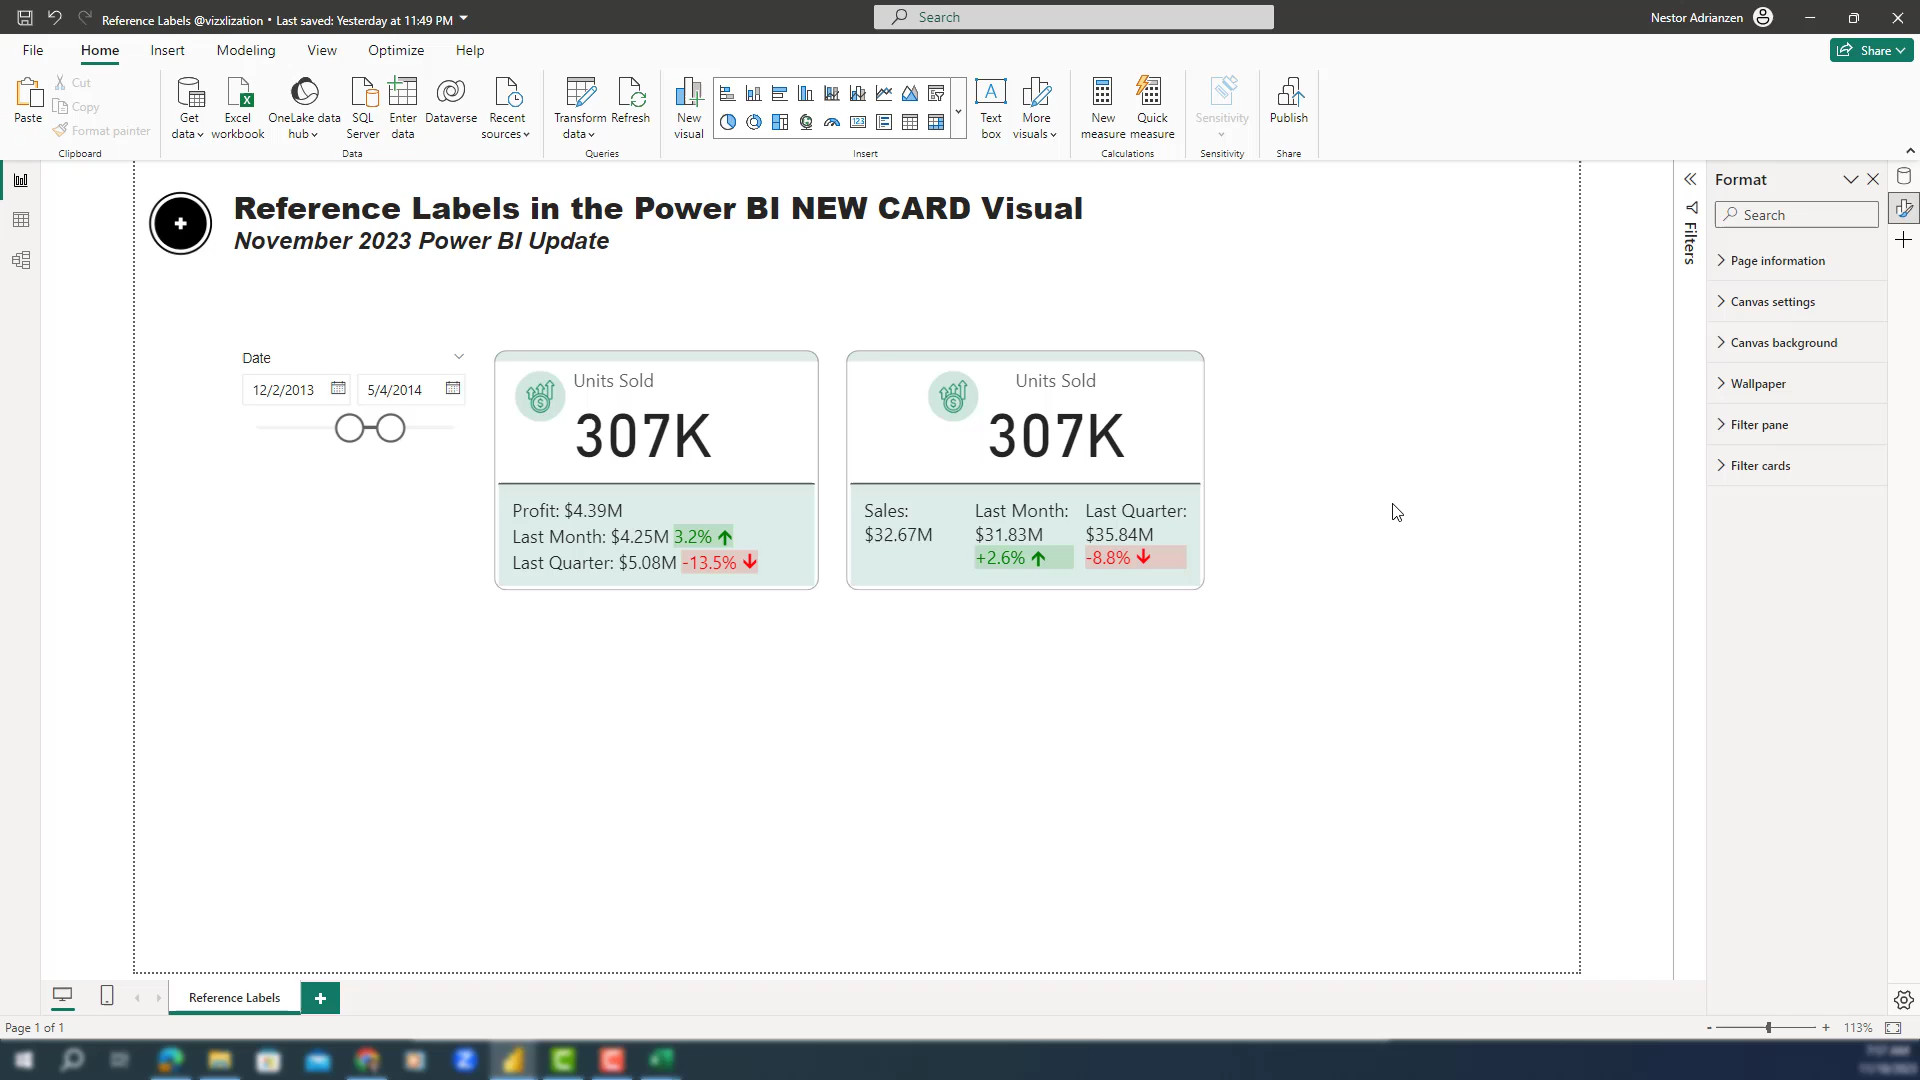 Reference Labels @vizxlization • Last saved: Yesterday at 11:49 PM
Search
Nestor Adrianzen
File Home Insert Modeling View Optimize Help
Share
Paste
Cut
Copy
Format painter
Clipboard
Get data
Excel workbook
OneLake data hub
SQL Server
Enter data
Dataverse
Recent sources
Data
Transform data
Refresh
Queries
New visual
Text box
More visuals
Insert
New measure
Quick measure
Calculations
Sensitivity
Sensitivity
Publish
Share
Reference Labels in the Power BI NEW CARD Visual
November 2023 Power BI Update
Date
12/2/2013 5/4/2014
Units Sold
307K
Profit: $4.39M
Last Month: $4.25M 3.2%
Last Quarter: $5.08M -13.5%
Units Sold
307K
Sales: Last Month: Last Quarter:
$32.67M $31.83M $35.84M
+2.6% -8.8%
Filters
Format
Search
Page information
Canvas settings
Canvas background
Wallpaper
Filter pane
Filter cards
Reference Labels
Page 1 of 1
- + 113%